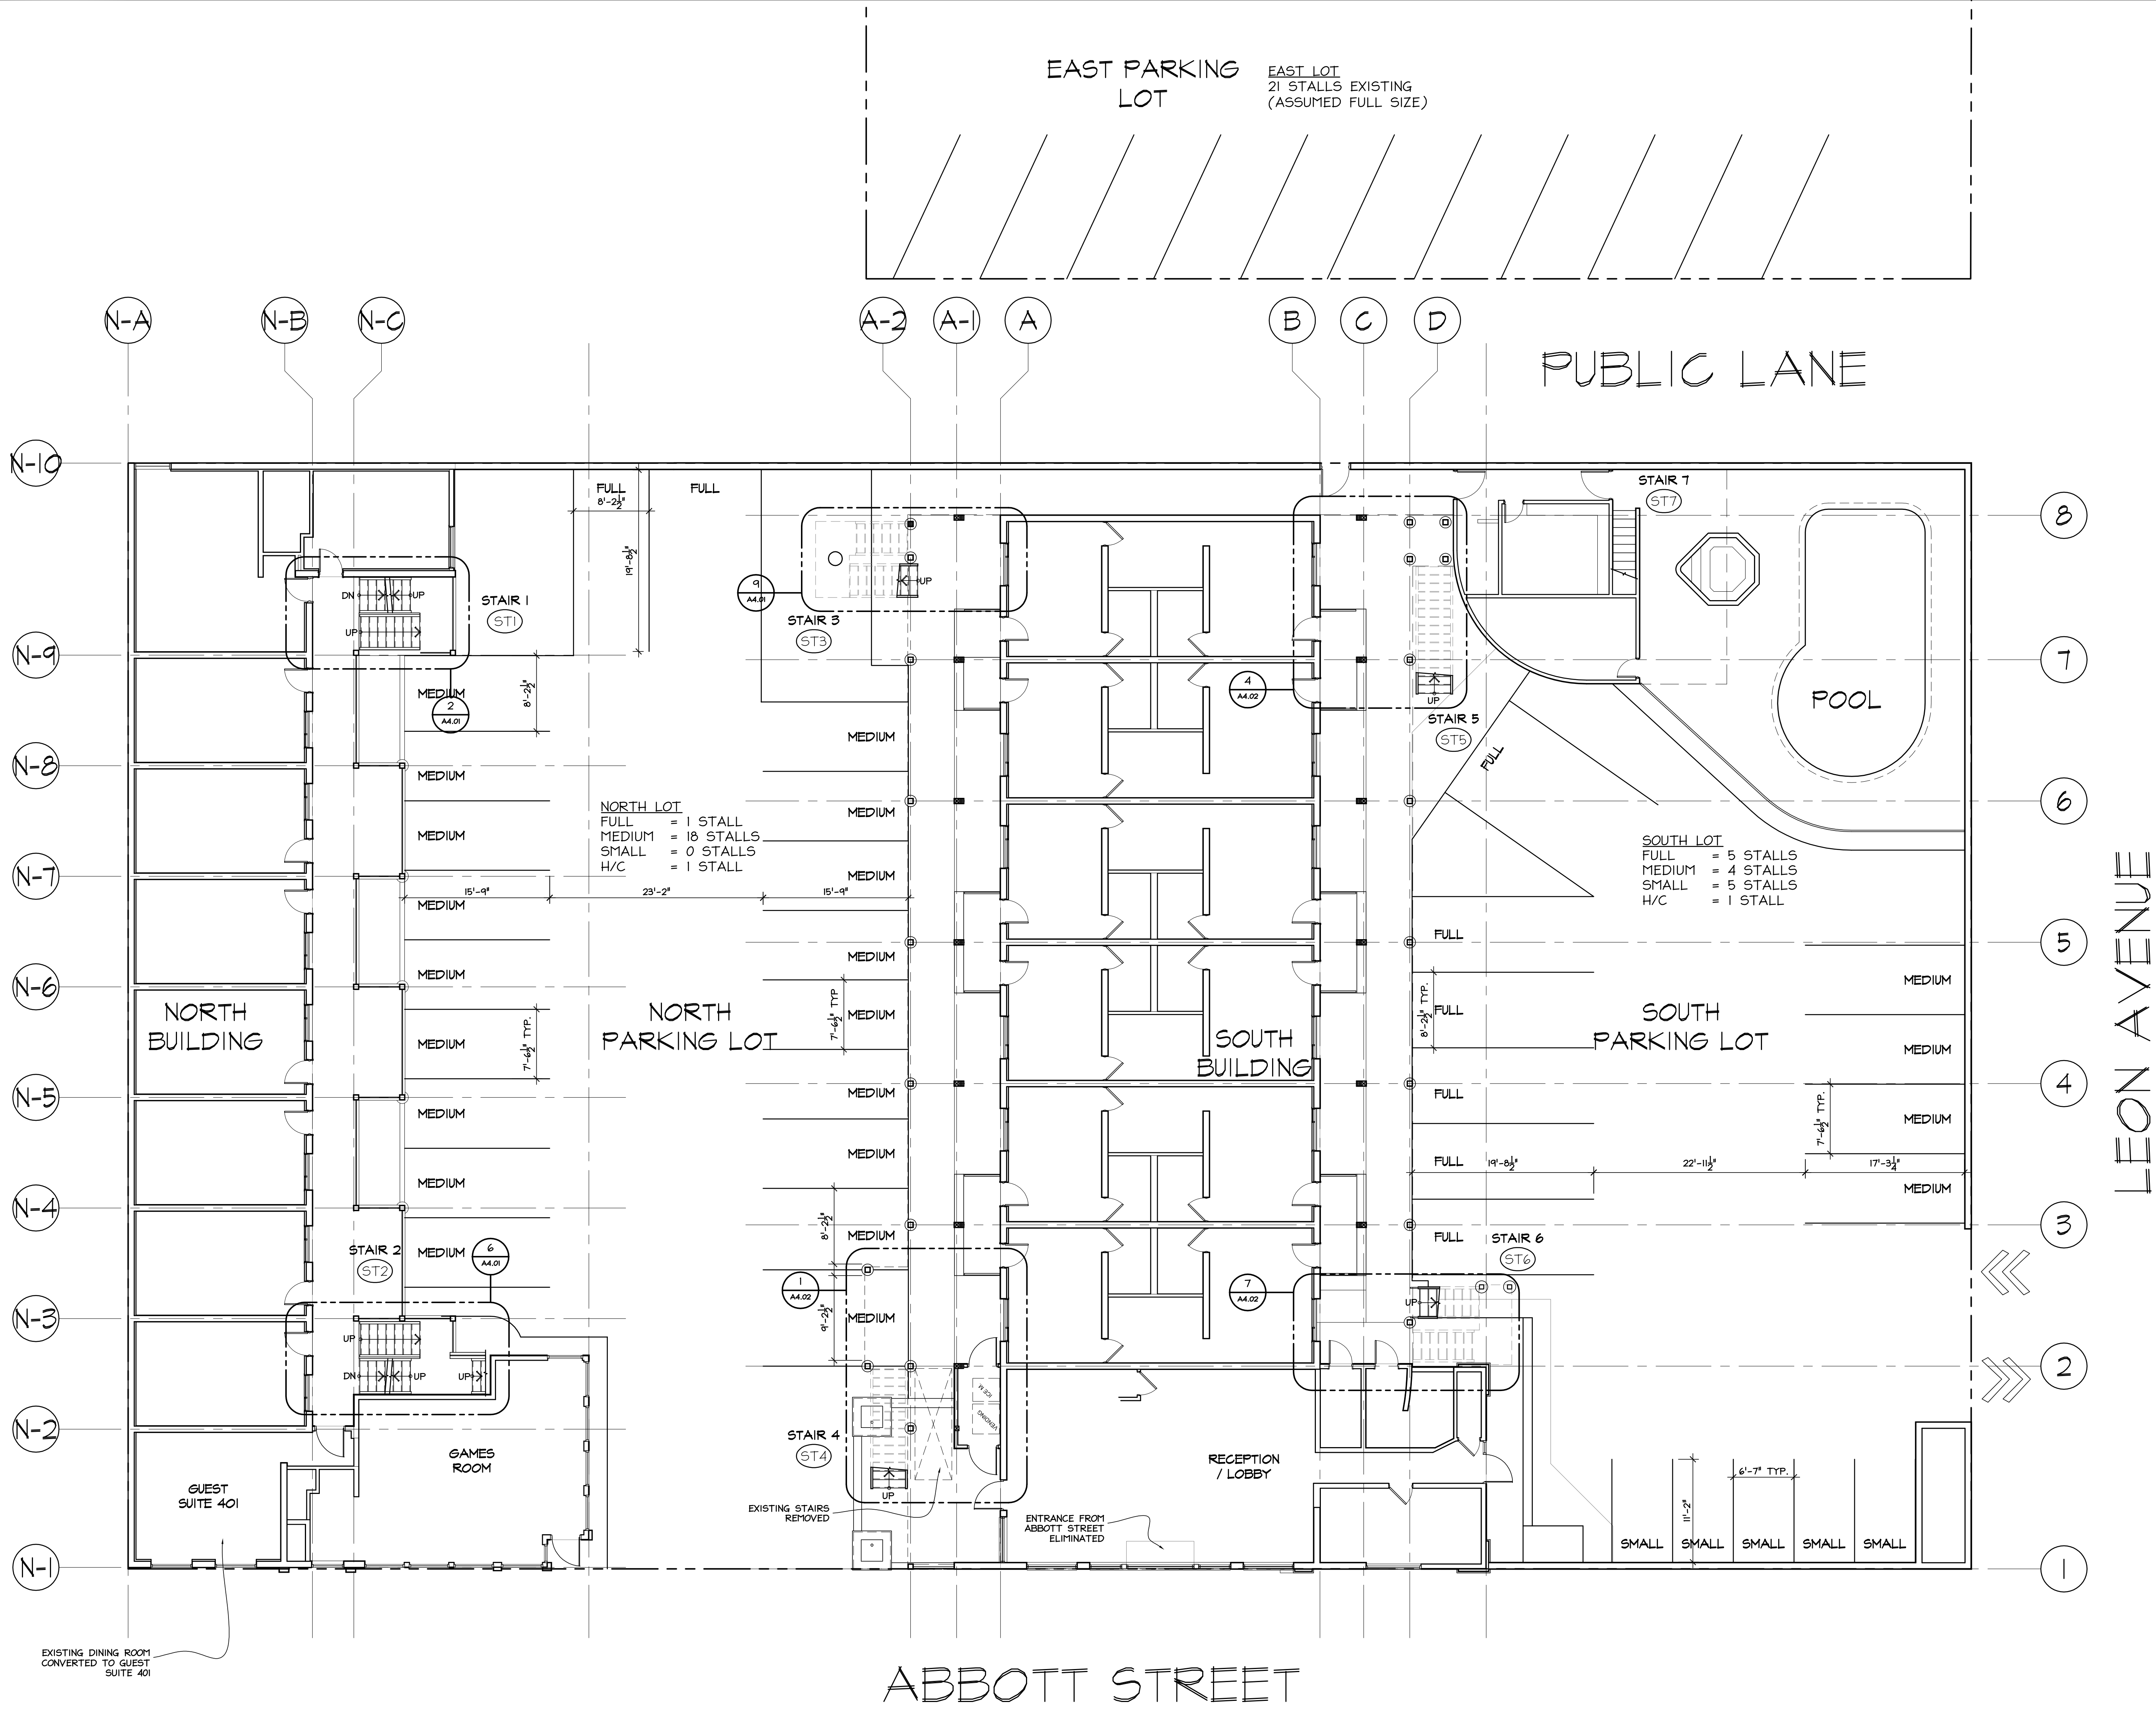 EAST PARKING
LOT
EAST LOT
21 STALLS EXISTING
(ASSUMED FULL SIZE)
N-A
N-B
N-C
A-2
A-1
A
B
C
D
PUBLIC LANE
N-10
FULL
8'-2½"
FULL
STAIR 7
ST7
8
19'-8½"
DN
UP
UP
STAIR 1
ST1
9
A4.01
UP
STAIR 3
ST3
N-9
7
MEDIUM
2
A4.01
8'-2½"
4
A4.02
UP
STAIR 5
ST5
POOL
MEDIUM
FULL
N-8
MEDIUM
6
NORTH LOT
FULL = 1 STALL
MEDIUM = 18 STALLS
SMALL = 0 STALLS
H/C = 1 STALL
MEDIUM
MEDIUM
SOUTH LOT
FULL = 5 STALLS
MEDIUM = 4 STALLS
SMALL = 5 STALLS
H/C = 1 STALL
N-7
MEDIUM
15'-9"
23'-2"
15'-9"
MEDIUM
FULL
5
MEDIUM
MEDIUM
MEDIUM
N-6
NORTH
BUILDING
NORTH
PARKING LOT
7'-6½" TYP
MEDIUM
8'-2½" TYP.
FULL
SOUTH
PARKING LOT
SOUTH
BUILDING
7'-6½" TYP.
MEDIUM
MEDIUM
LEON AVENUE
N-5
4
MEDIUM
MEDIUM
FULL
7'-6½" TYP.
MEDIUM
MEDIUM
FULL
19'-8½"
22'-11½"
17'-3¼"
MEDIUM
MEDIUM
N-4
3
8'-2½"
MEDIUM
FULL
STAIR 6
ST6
STAIR 2
ST2
MEDIUM
6
A4.01
1
A4.02
7
A4.02
9'-2½"
MEDIUM
UP
N-3
UP
DN
UP
UP
2
ICE M.
VENDING
N-2
STAIR 4
ST4
GAMES
ROOM
RECEPTION
/ LOBBY
6'-7" TYP.
GUEST
SUITE 401
UP
EXISTING STAIRS
REMOVED
ENTRANCE FROM
ABBOTT STREET
ELIMINATED
11'-2"
SMALL
SMALL
SMALL
SMALL
SMALL
N-1
1
EXISTING DINING ROOM
CONVERTED TO GUEST
SUITE 401
ABBOTT STREET